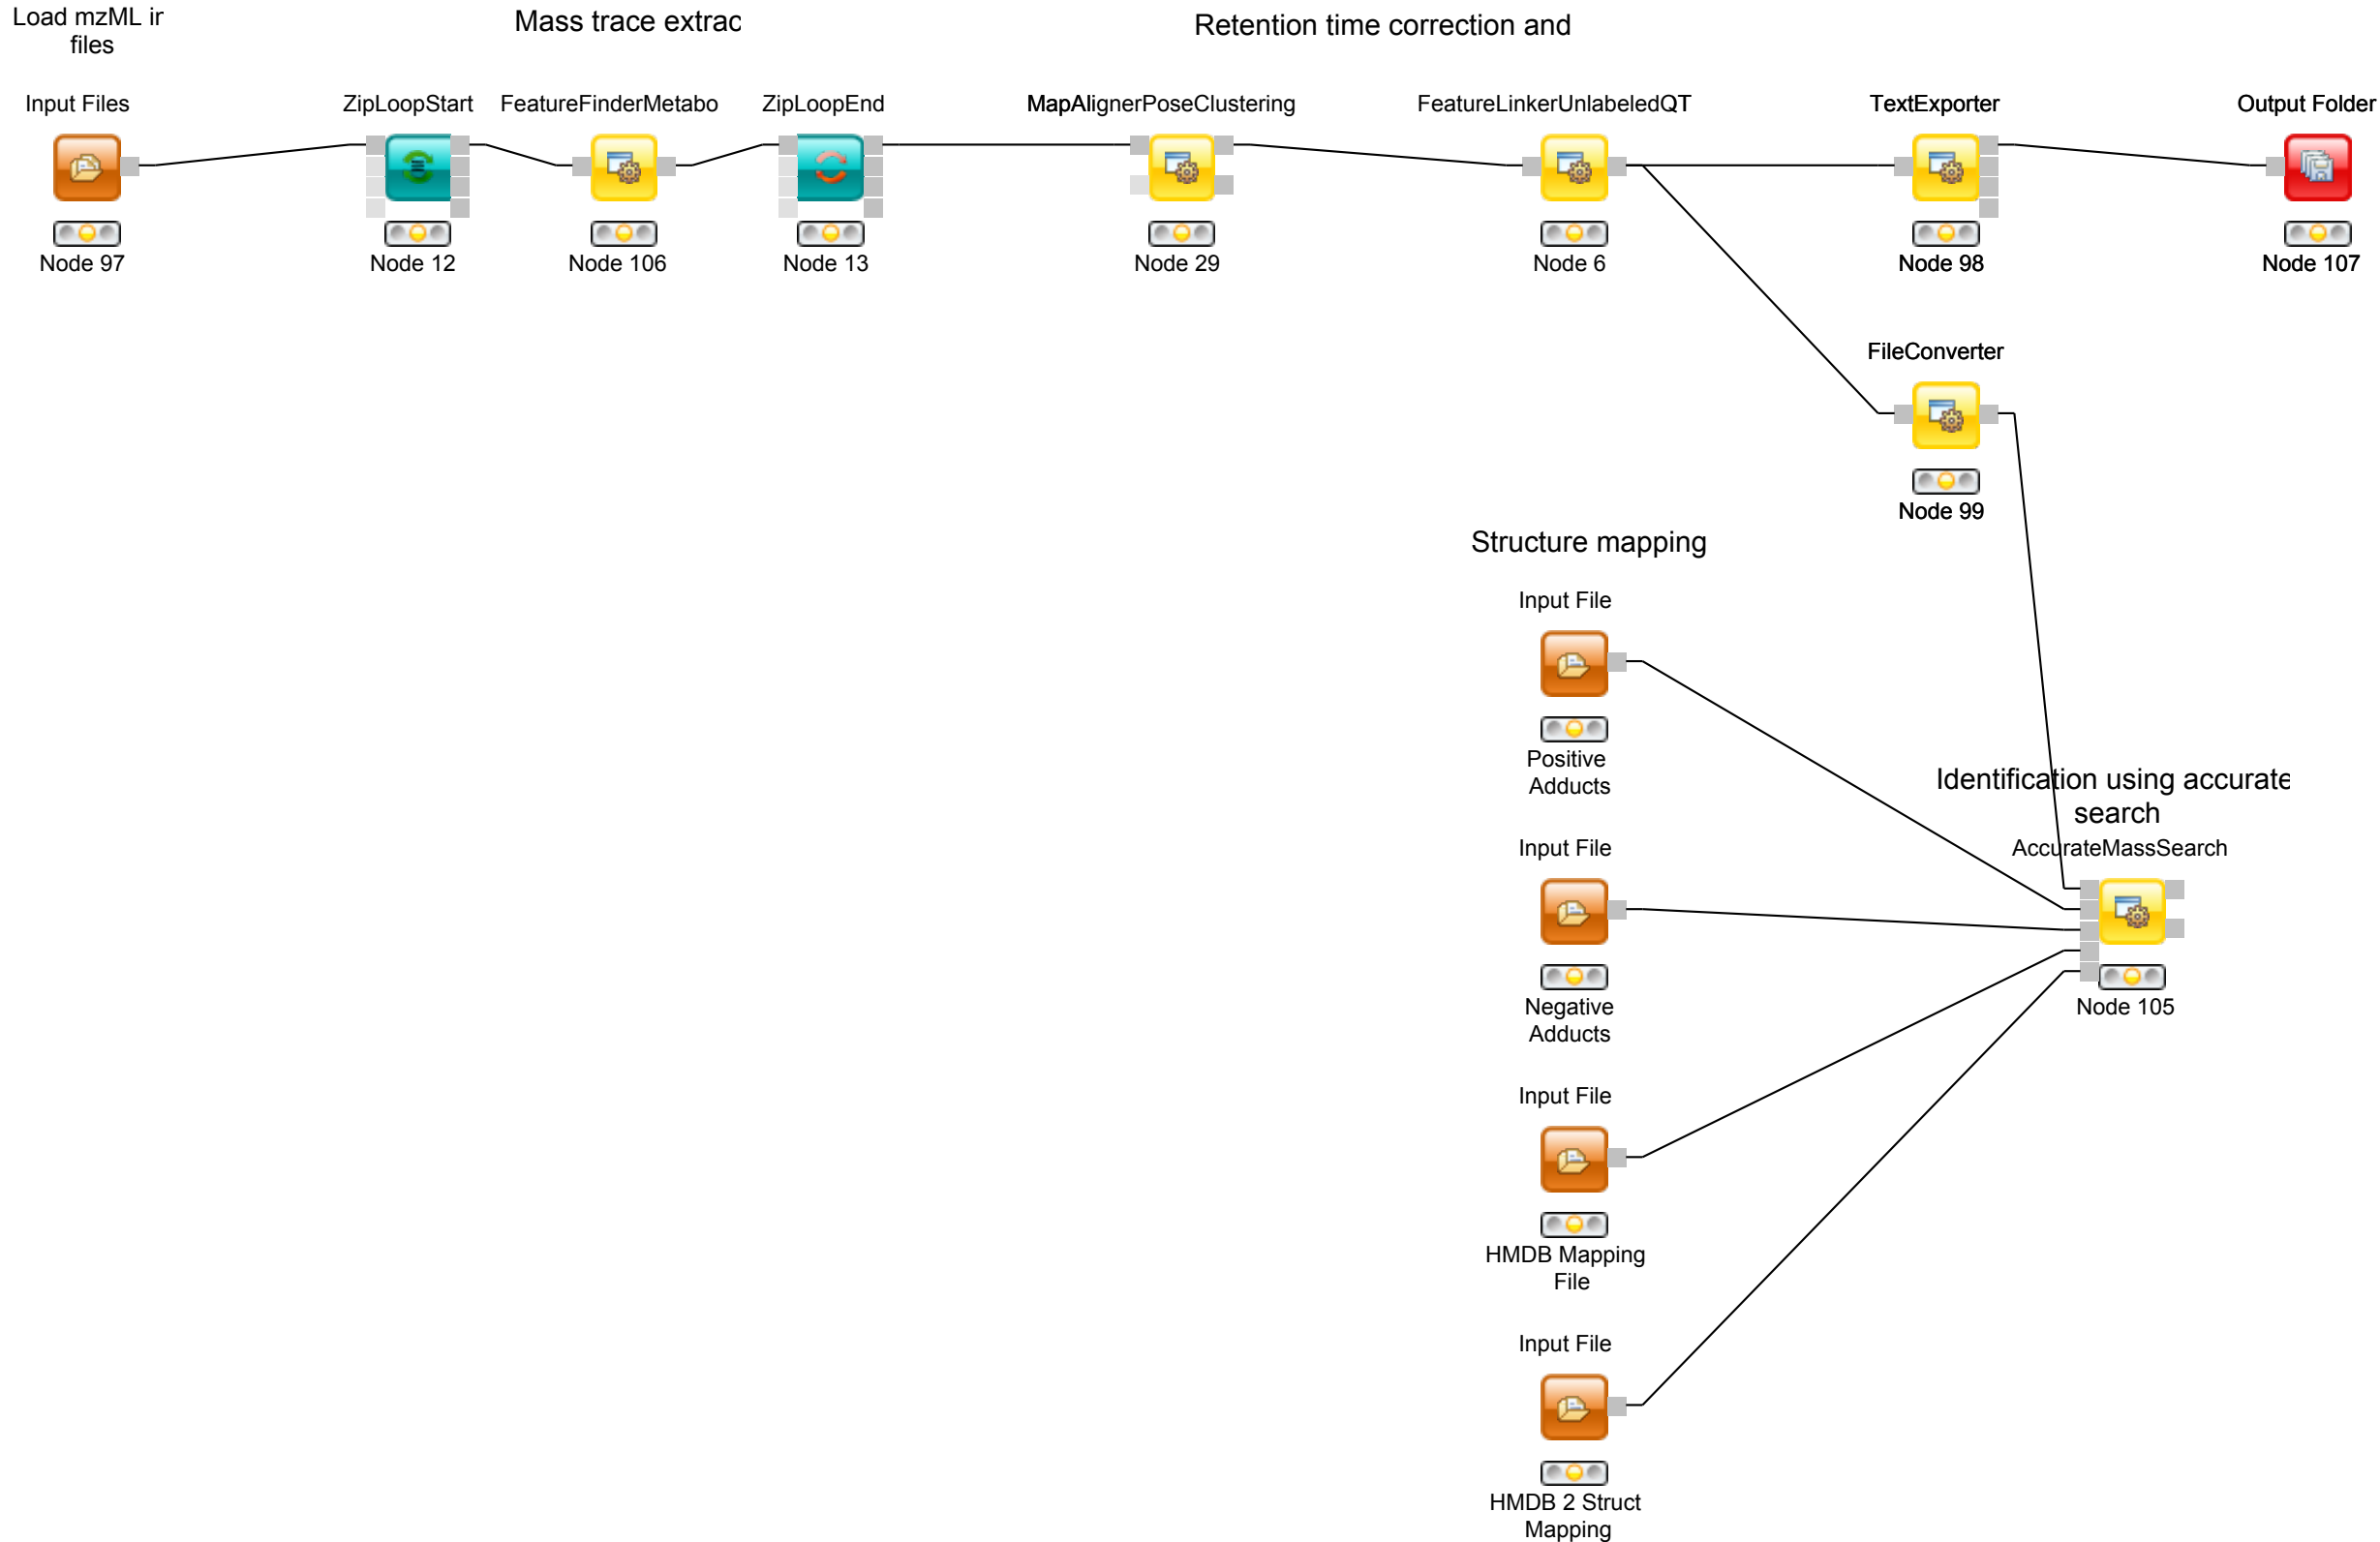 Load mzML ir
files
Mass trace extrac
Retention time correction and
Input Files
ZipLoopStart
FeatureFinderMetabo
ZipLoopEnd
MapAlignerPoseClustering
FeatureLinkerUnlabeledQT
TextExporter
Output Folder
Node 97
Node 12
Node 106
Node 13
Node 29
Node 6
Node 98
Node 107
FileConverter
Node 99
Structure mapping
Input File
Positive
Adducts
Identification using accurate
search
Input File
AccurateMassSearch
Negative
Adducts
Node 105
Input File
HMDB Mapping
File
Input File
HMDB 2 Struct
Mapping